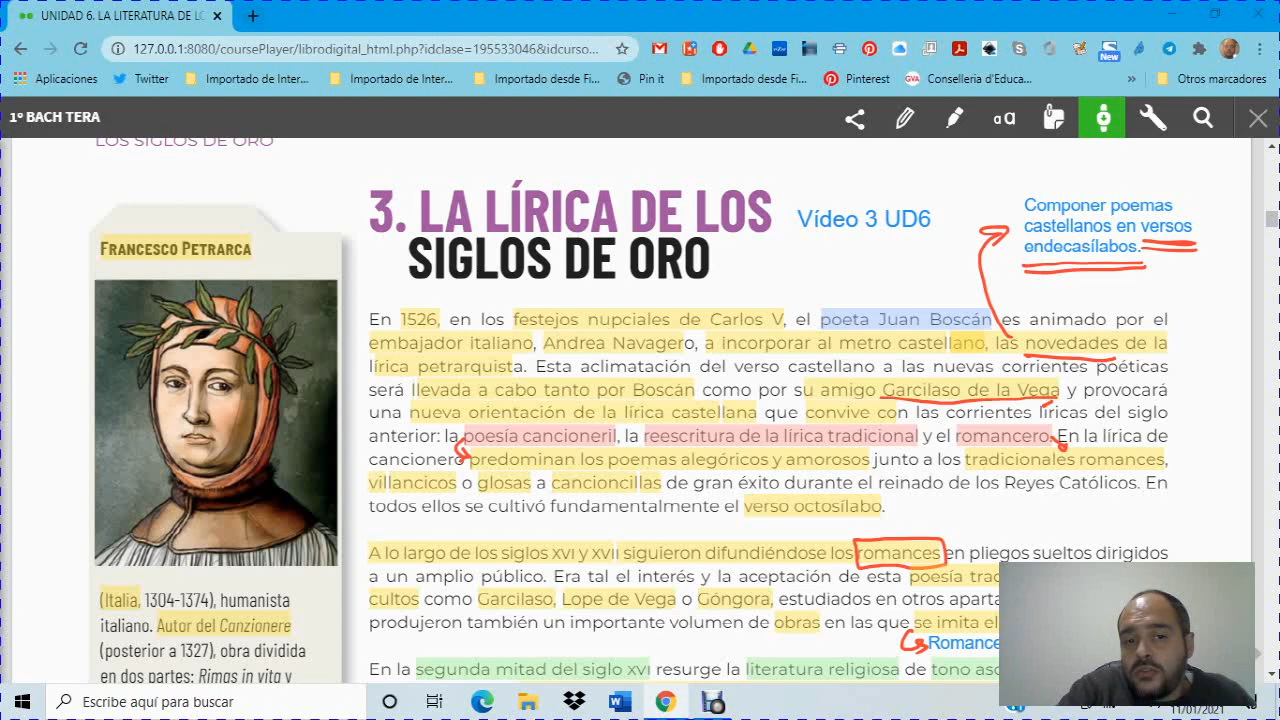 UNIDAD 6. LA LITERATURA DE LO
127.0.0.1:8080/coursePlayer/librodigital_html.php?idclase=195533046&idcurso...
New
Aplicaciones
Twitter
Importado de Inter...
Importado de Inter...
Importado desde Fi...
Pin it
Importado desde Fi...
Pinterest
GVA
Conselleria d'Educa...
»
Otros marcadores
1º BACH TERA
aa
LOS SIGLOS DE ORO
3. LA LÍRICA DE LOS
SIGLOS DE ORO
Vídeo 3 UD6
Componer poemas
castellanos en versos
endecasílabos.
FRANCESCO PETRARCA
(Italia, 1304-1374), humanista
italiano. Autor del Canzionere
(posterior a 1327), obra dividida
en dos partes: Rimas in vita y
En 1526, en los festejos nupciales de Carlos V, el poeta Juan Boscán es animado por el
embajador italiano, Andrea Navagero, a incorporar al metro castellano, las novedades de la
lírica petrarquista. Esta aclimatación del verso castellano a las nuevas corrientes poéticas
será llevada a cabo tanto por Boscán como por su amigo Garcilaso de la Vega y provocará
una nueva orientación de la lírica castellana que convive con las corrientes líricas del siglo
anterior: la poesía cancioneril, la reescritura de la lírica tradicional y el romancero. En la lírica de
cancionero predominan los poemas alegóricos y amorosos junto a los tradicionales romances,
villancicos o glosas a cancioncillas de gran éxito durante el reinado de los Reyes Católicos. En
todos ellos se cultivó fundamentalmente el verso octosílabo.
A lo largo de los siglos XVI y XVII siguieron difundiéndose los romances en pliegos sueltos dirigidos
a un amplio público. Era tal el interés y la aceptación de esta poesía trad
cultos como Garcilaso, Lope de Vega o Góngora, estudiados en otros aparta
produjeron también un importante volumen de obras en las que se imita el
Romance
En la segunda mitad del siglo XVI resurge la literatura religiosa de tono asc
Escribe aquí para buscar
11/01/2021